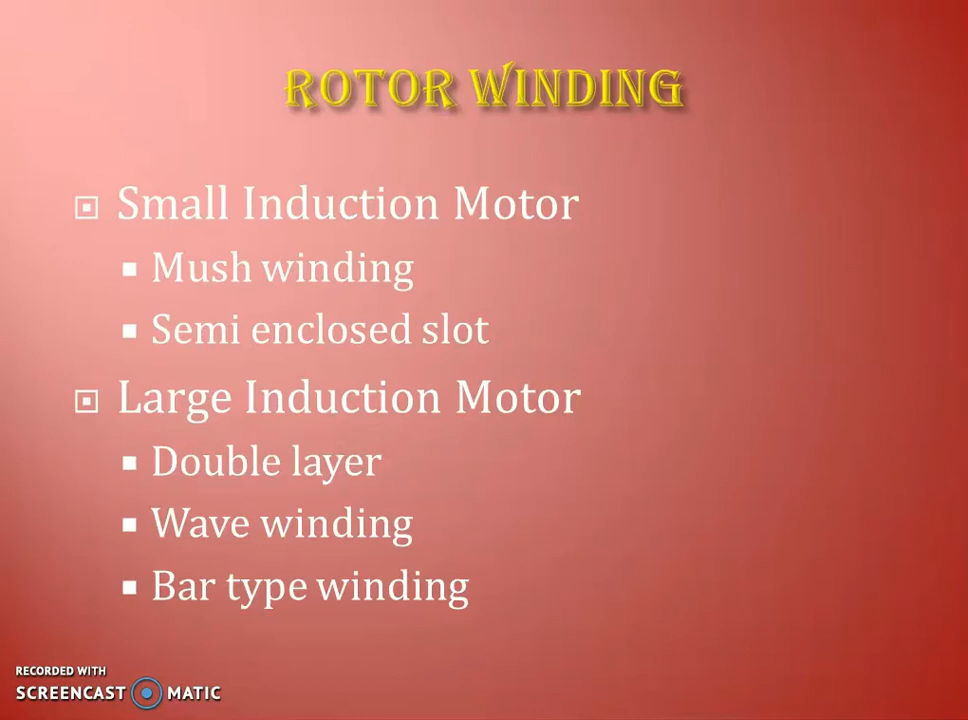 ROTOR WINDING
Small Induction Motor
Mush winding
Semi enclosed slot
Large Induction Motor
Double layer
Wave winding
Bar type winding
RECORDED WITH
SCREENCAST MATIC